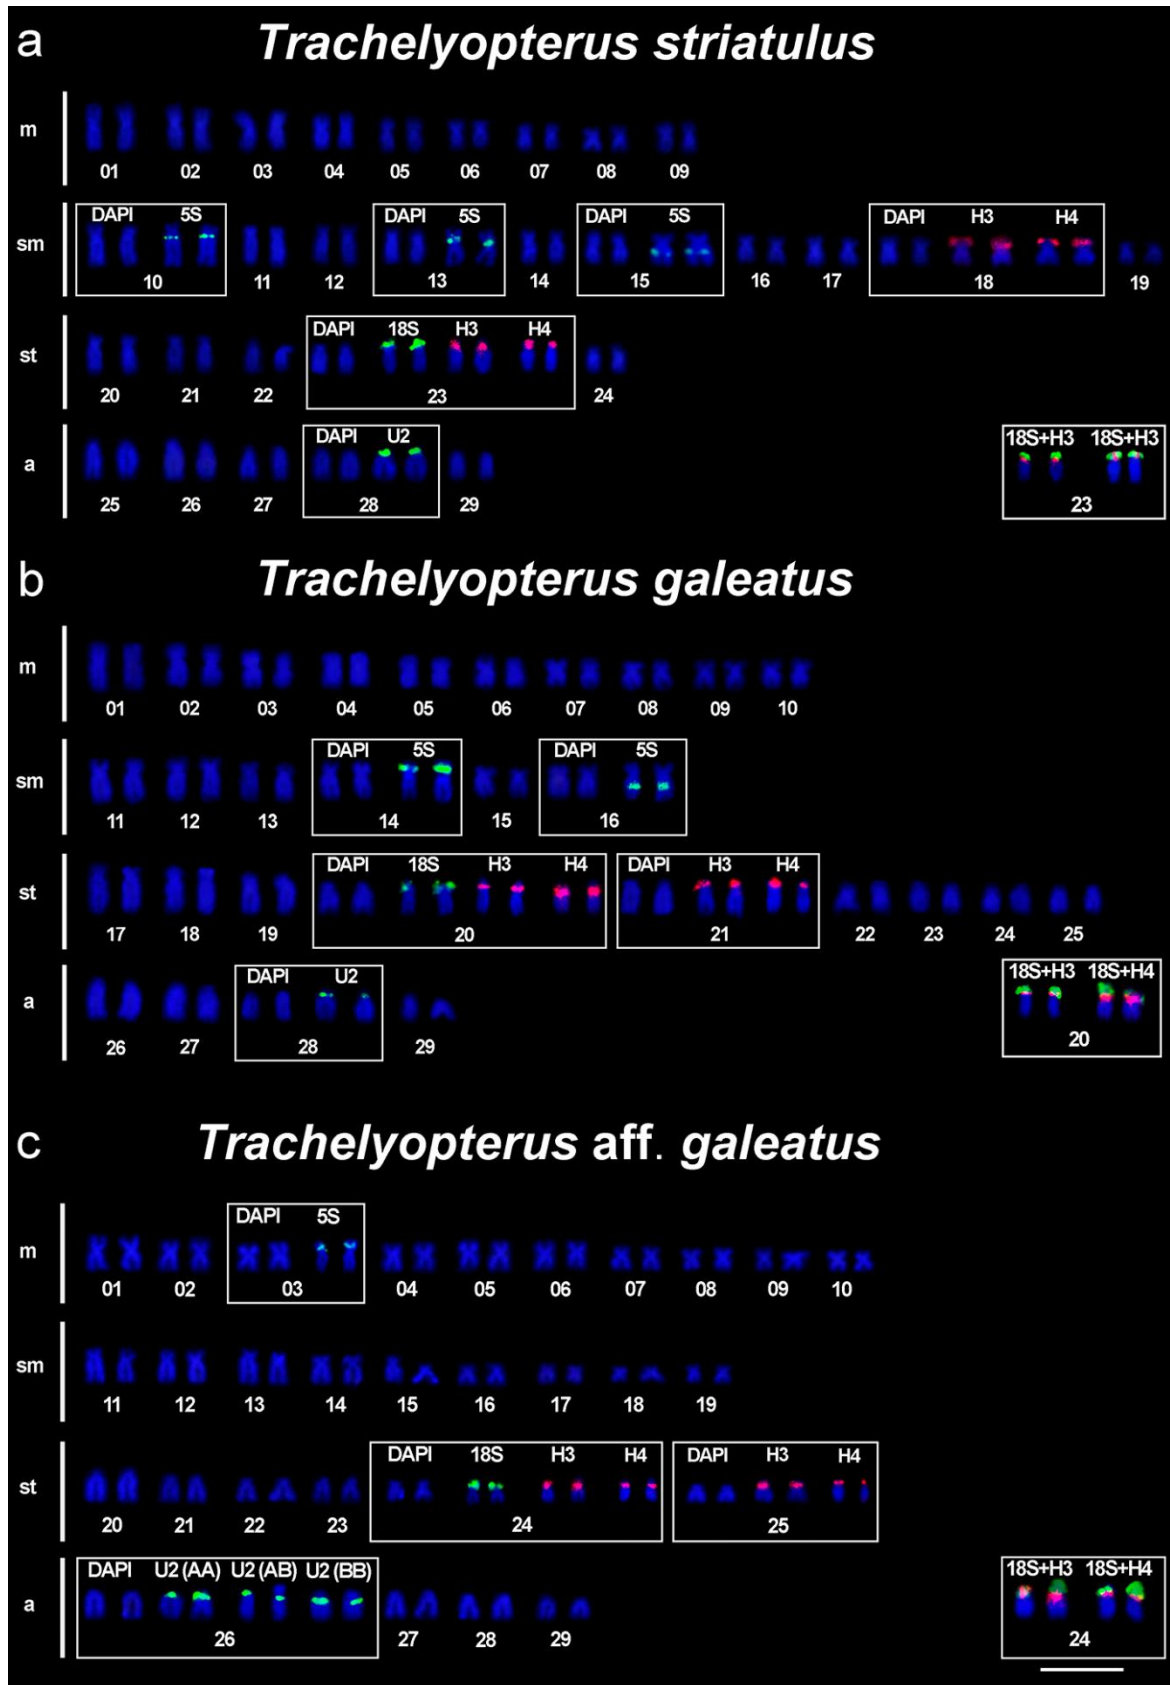 a Trachelyopterus striatulus
m
01 02 03 04 05 06 07 08 09
DAPI 5S DAPI 5S DAPI 5S DAPI H3 H4
sm
10 11 12 13 14 15 16 17 18 19
DAPI 18S H3 H4
st
20 21 22 23 24
DAPI U2 18S+H3 18S+H3
a
25 26 27 28 29 23
b Trachelyopterus galeatus
m
01 02 03 04 05 06 07 08 09 10
DAPI 5S DAPI 5S
sm
11 12 13 14 15 16
DAPI 18S H3 H4 DAPI H3 H4
st
17 18 19 20 21 22 23 24 25
DAPI U2 18S+H3 18S+H4
a
26 27 28 29 20
c Trachelyopterus aff. galeatus
DAPI 5S
m
01 02 03 04 05 06 07 08 09 10
sm
11 12 13 14 15 16 17 18 19
DAPI 18S H3 H4 DAPI H3 H4
st
20 21 22 23 24 25
DAPI U2 (AA) U2 (AB) U2 (BB) 18S+H3 18S+H4
a
26 27 28 29 24